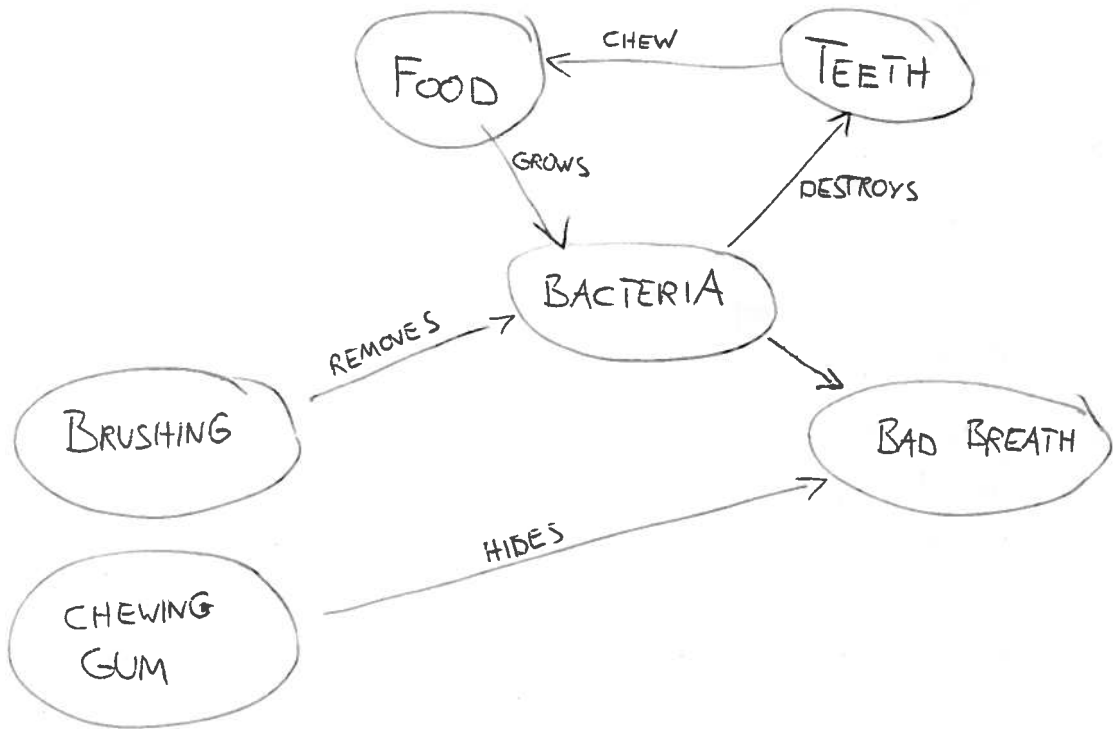 CHEW
FOOD
TEETH
GROWS
DESTROYS
BACTERIA
REMOVES
BRUSHING
BAD BREATH
HIDES
CHEWING
GUM